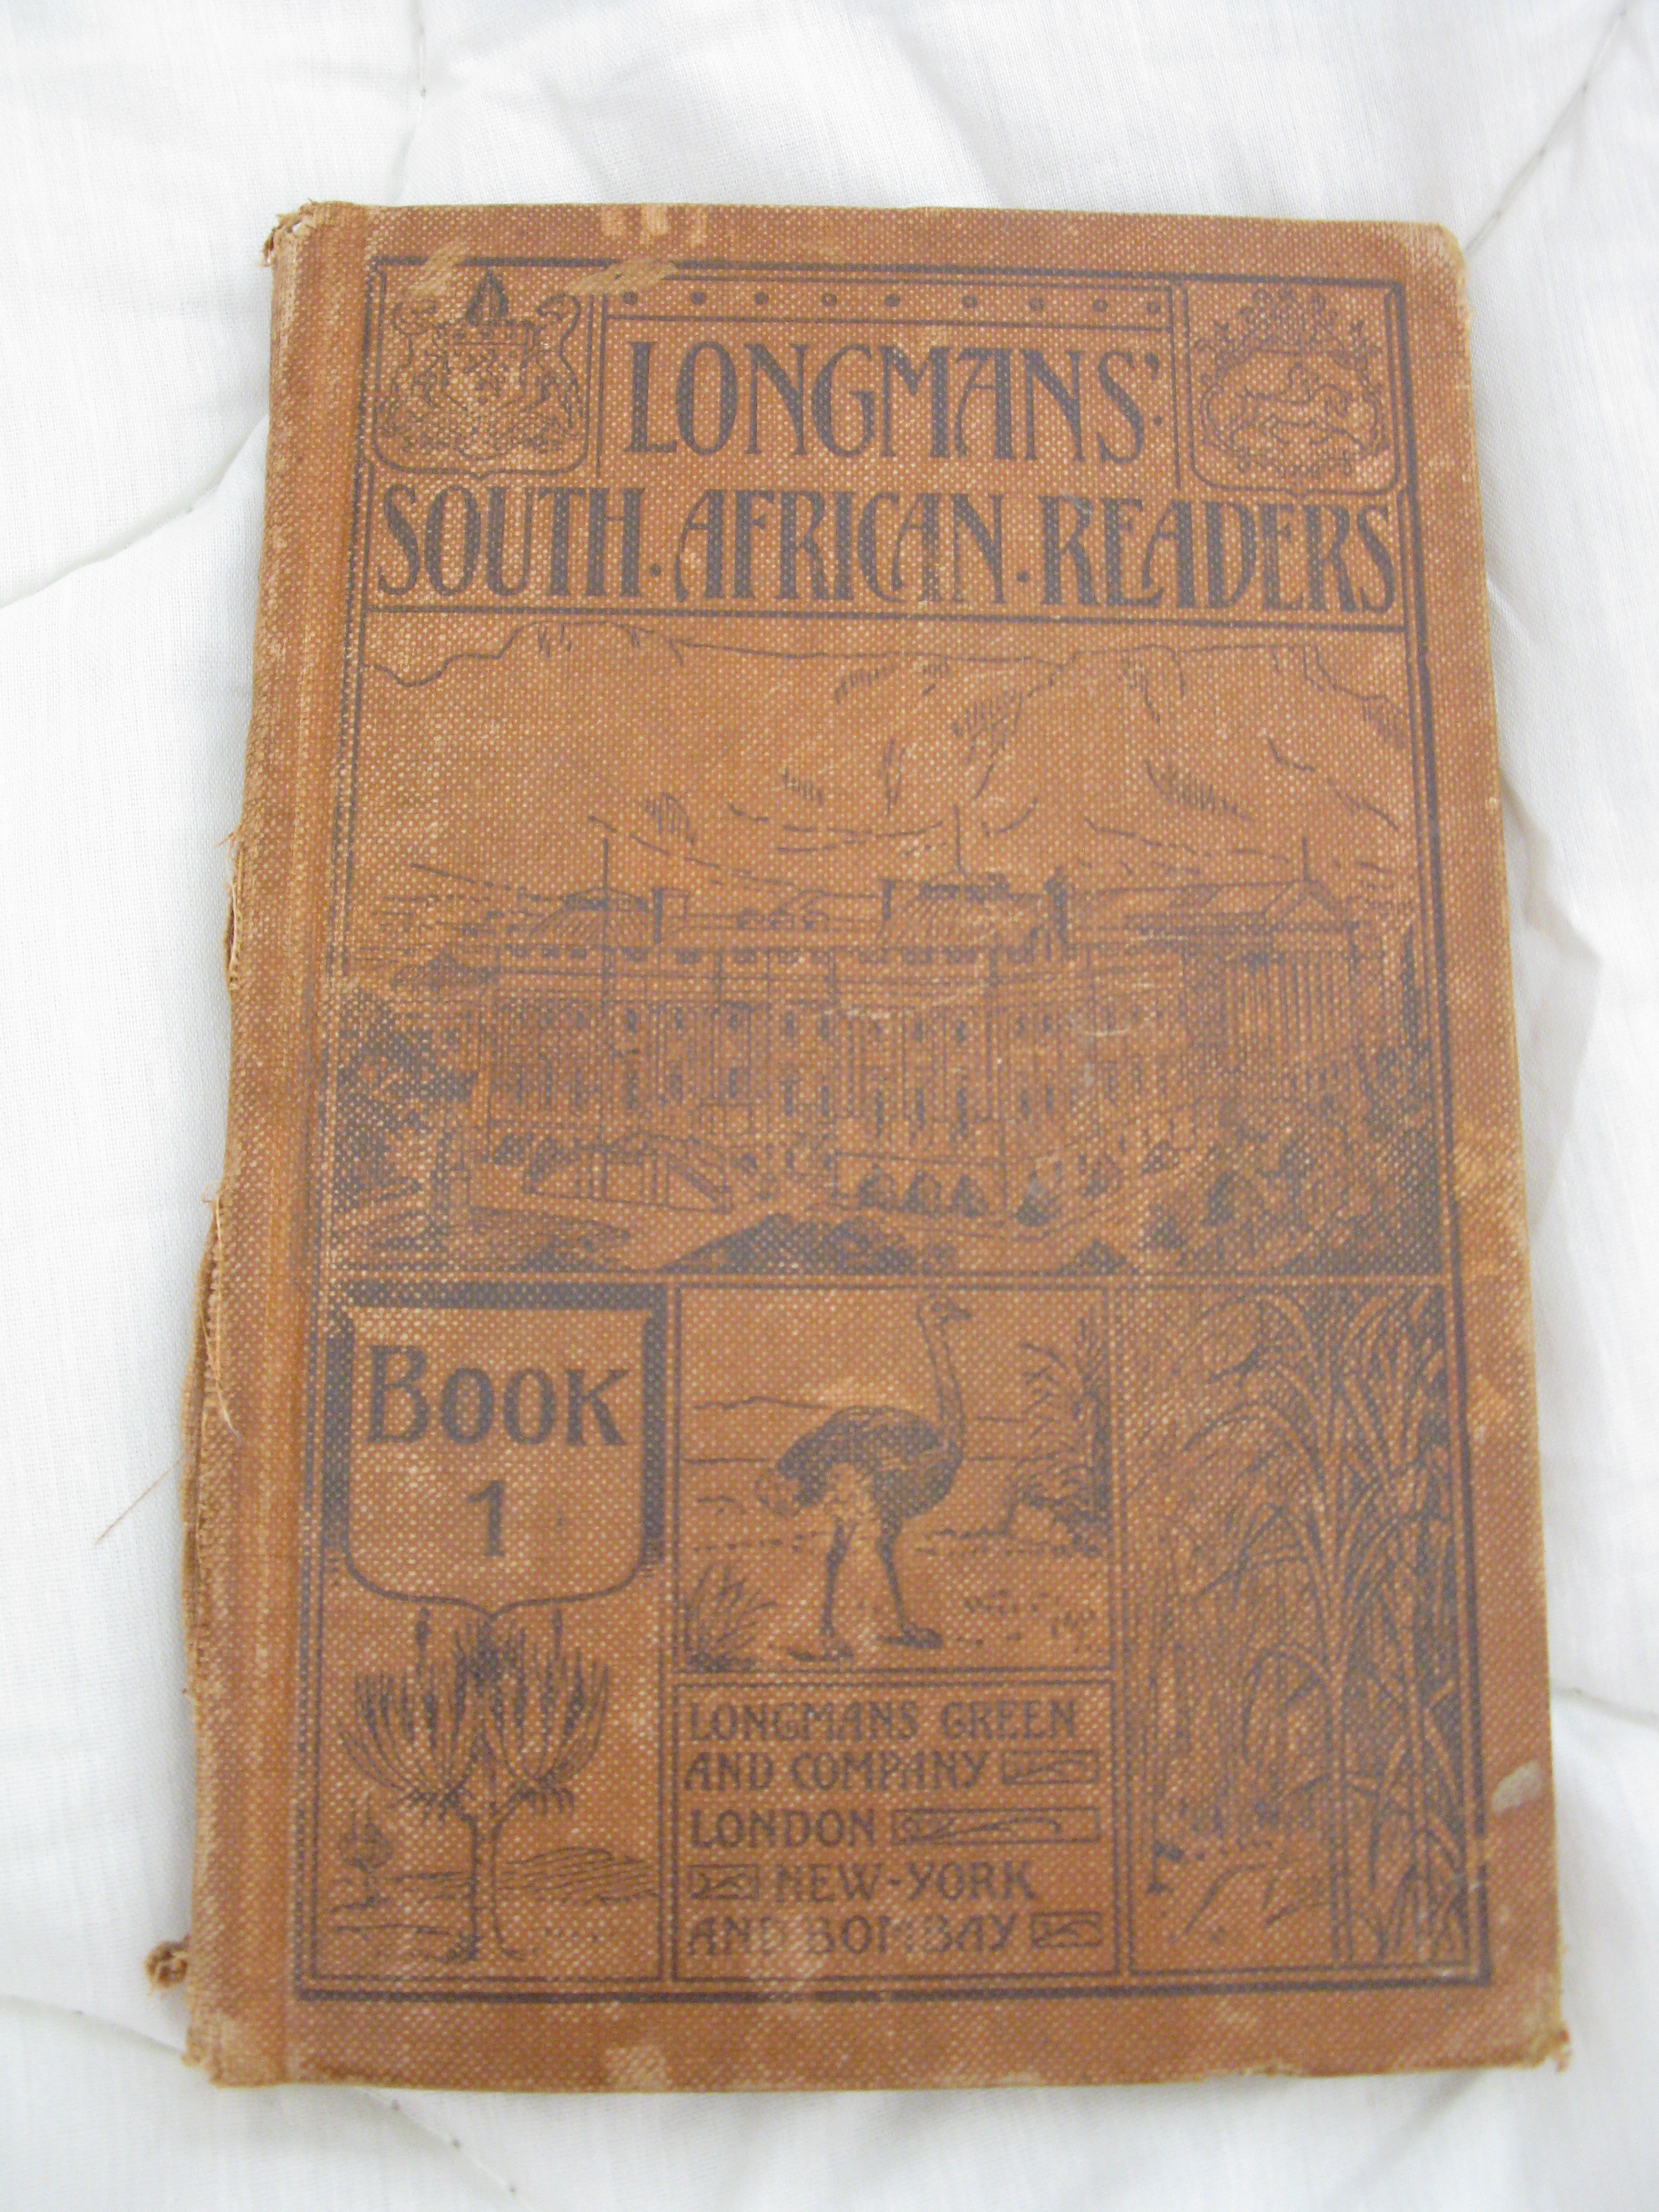 LONGMANS'
SOUTH · AFRICAN · READERS
BOOK
1
LONGMANS GREEN
AND COMPANY
LONDON
NEW-YORK
AND BOMBAY